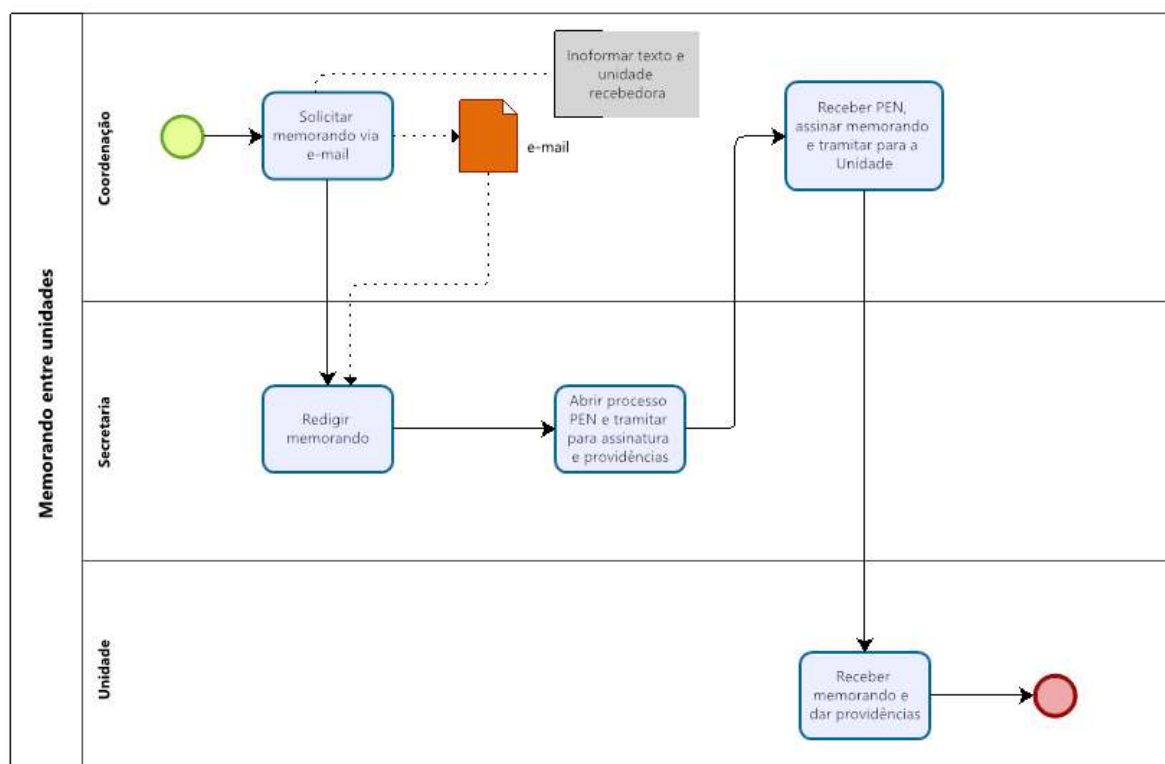 Memorando entre unidades
Coordenação
Solicitar
memorando via
e-mail
e-mail
Inoformar texto e
unidade
recebedora
Receber PEN,
assinar memorando
e tramitar para a
Unidade
Secretaria
Redigir
memorando
Abrir processo
PEN e tramitar
para assinatura
e providências
Unidade
Receber
memorando e
dar providências